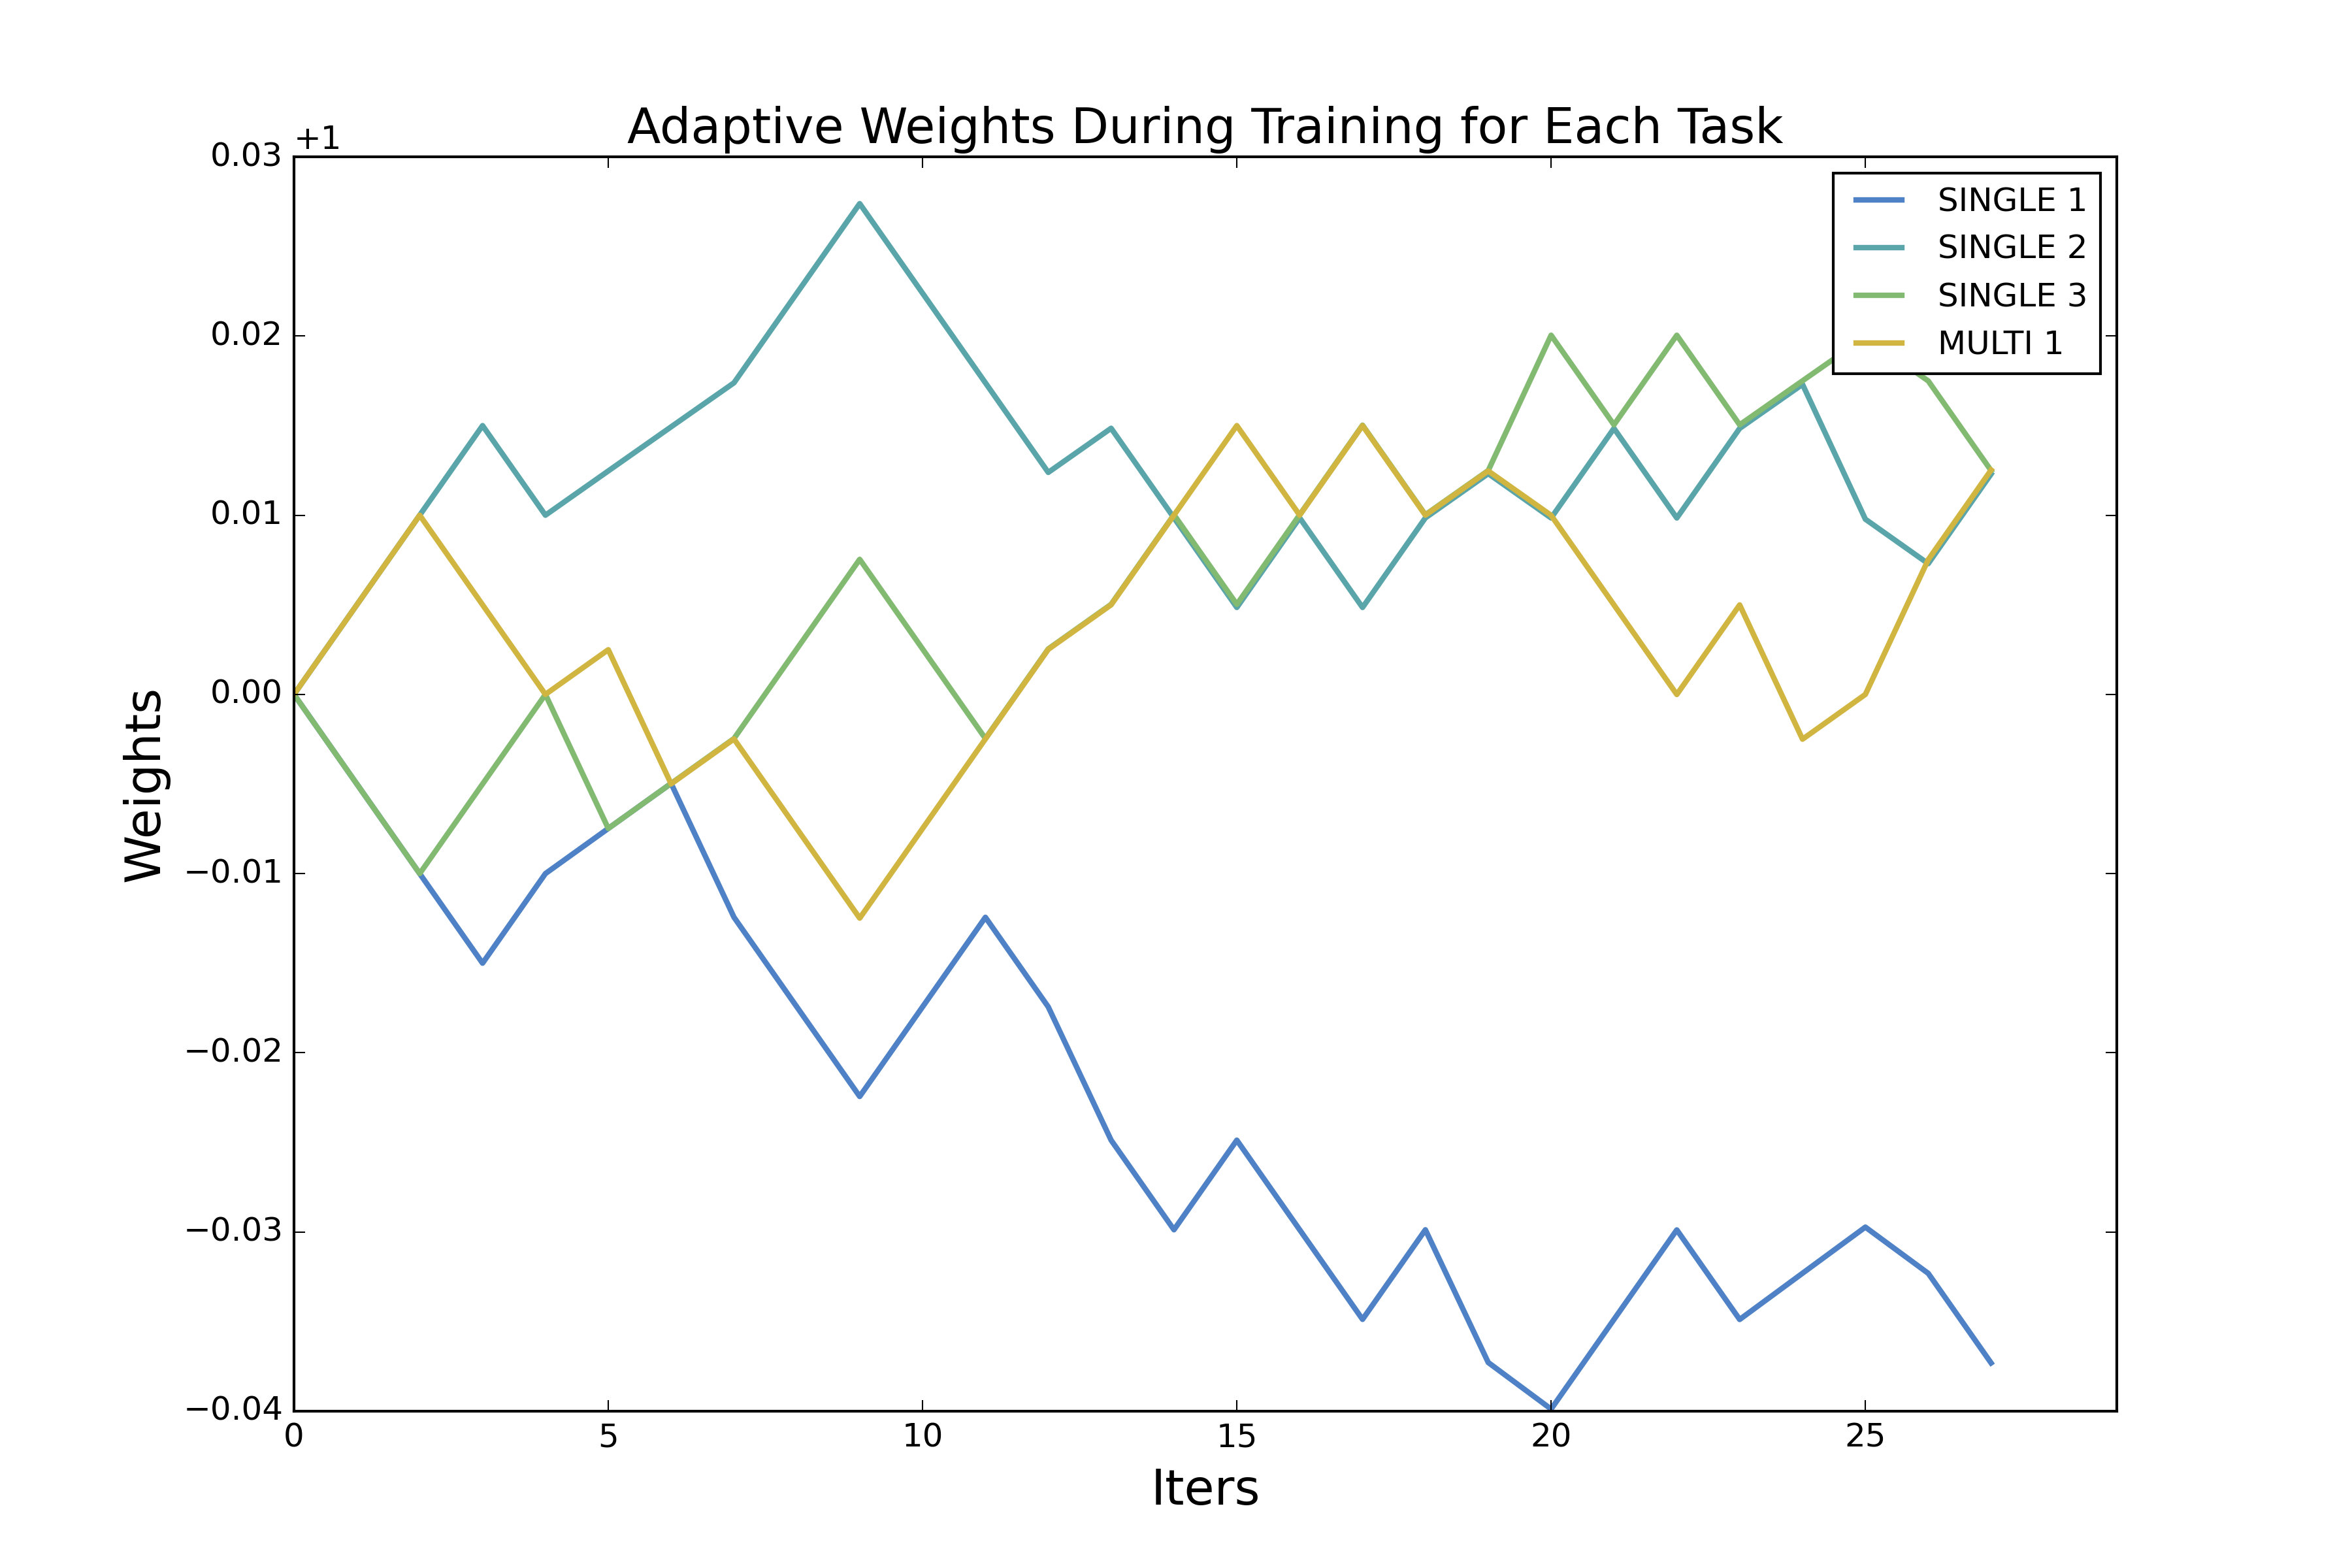 Adaptive Weights During Training for Each Task
+1
0.03
0.02
0.01
0.00
−0.01
−0.02
−0.03
−0.04
Weights
SINGLE 1
SINGLE 2
SINGLE 3
MULTI 1
0 5 10 15 20 25
Iters